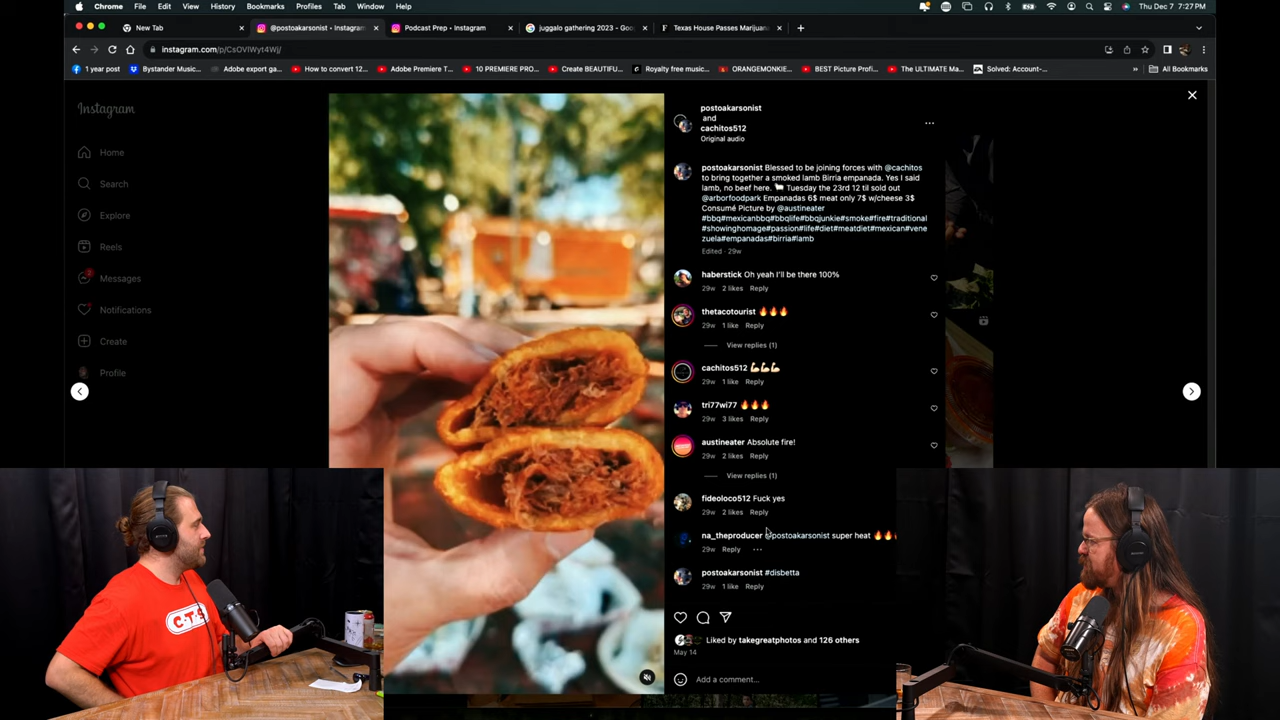 Chrome File Edit View History Bookmarks Profiles Tab Window Help
Thu Dec 7 7:27 PM
New Tab
@postoakarsonist • Instagram
Podcast Prep • Instagram
juggalo gathering 2023 - Goo
Texas House Passes Marijuan
instagram.com/p/CsOVIWyt4Wj/
1 year post
Bystander Music...
Adobe export ga...
How to convert 12...
Adobe Premiere T...
10 PREMIERE PRO...
Create BEAUTIFU...
Royalty free music...
ORANGEMONKIE...
BEST Picture Profi...
The ULTIMATE Ma...
Solved: Account-...
All Bookmarks
Instagram
Home
Search
Explore
Reels
Messages
2
Notifications
Create
Profile
postoakarsonist
and
cachitos512
Original audio
postoakarsonist Blessed to be joining forces with @cachitos
to bring together a smoked lamb Birria empanada. Yes I said
lamb, no beef here. 🐑 Tuesday the 23rd 12 til sold out
@arborfoodpark Empanadas 6$ meat only 7$ w/cheese 3$
Consumé Picture by @austineater
#bbq#mexicanbbq#bbqlife#bbqjunkie#smoke#fire#traditional
#showinghomage#passion#life#diet#meatdiet#mexican#vene
zuela#empanadas#birria#lamb
Edited · 29w
haberstick Oh yeah I'll be there 100%
29w 2 likes Reply
thetacotourist 🔥🔥🔥
29w 1 like Reply
View replies (1)
cachitos512 💪🏻💪🏻💪🏻
29w 1 like Reply
tri77wi77 🔥🔥🔥
29w 3 likes Reply
austineater Absolute fire!
29w 2 likes Reply
View replies (1)
fideoloco512 Fuck yes
29w 2 likes Reply
na_theproducer @postoakarsonist super heat 🔥🔥
29w Reply ...
postoakarsonist #disbetta
29w 1 like Reply
Liked by takegreatphotos and 126 others
May 14
Add a comment...